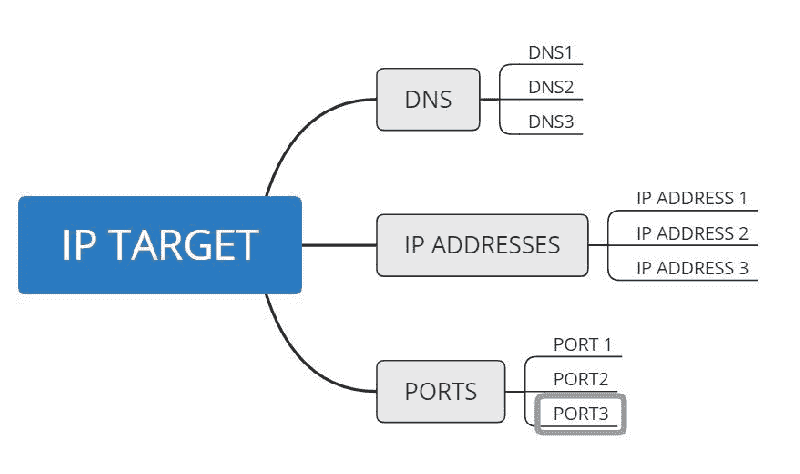 DNS1
DNS
DNS2
DNS3
IP TARGET
IP ADDRESSES
IP ADDRESS 1
IP ADDRESS 2
IP ADDRESS 3
PORTS
PORT 1
PORT2
PORT3